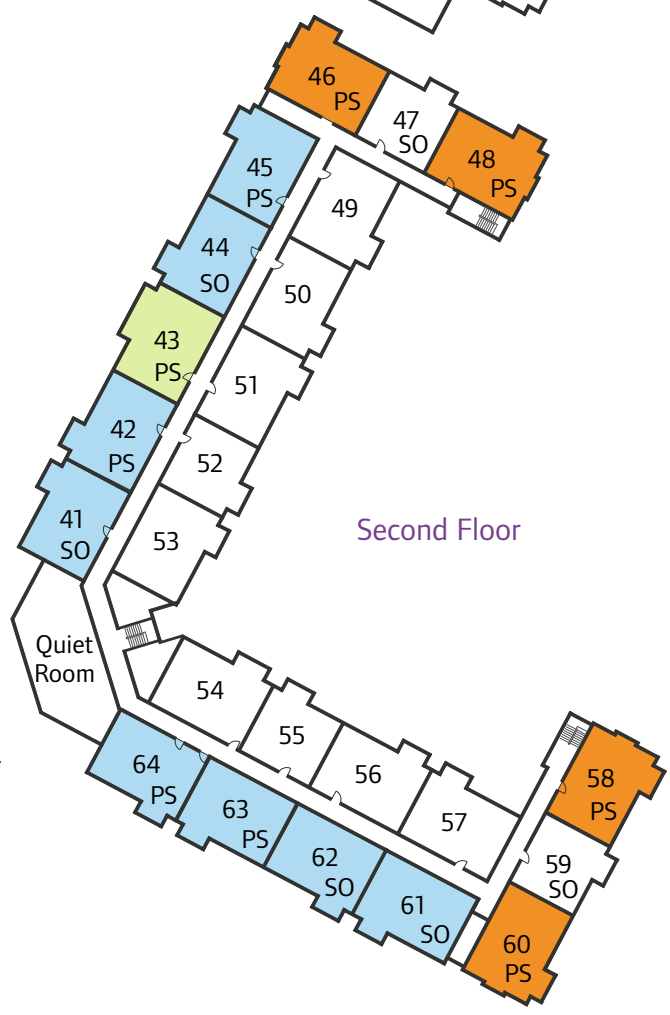 46
PS
47
SO
48
PS
45
PS
49
44
SO
50
43
PS
51
42
PS
52
41
SO
53
Second Floor
Quiet
Room
54
55
56
57
58
PS
59
SO
60
PS
64
PS
63
PS
62
SO
61
SO